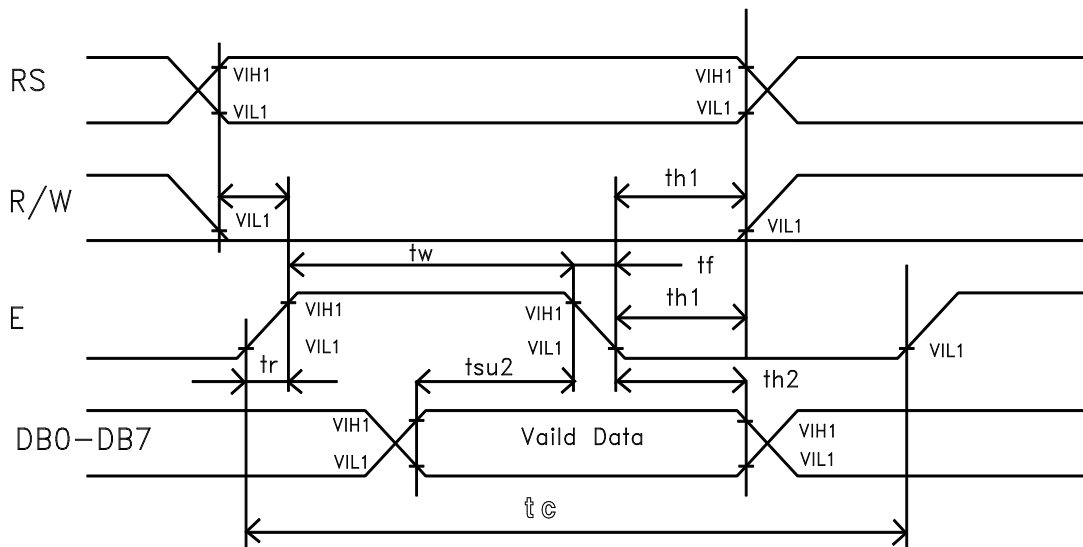 RS
VIH1
VIH1
VIL1
VIL1
R/W
th1
VIL1
VIL1
tw
tf
E
th1
VIH1
VIH1
VIL1
VIL1
VIL1
tr
tsu2
th2
DB0-DB7
VIH1
Vaild Data
VIH1
VIL1
VIL1
tc